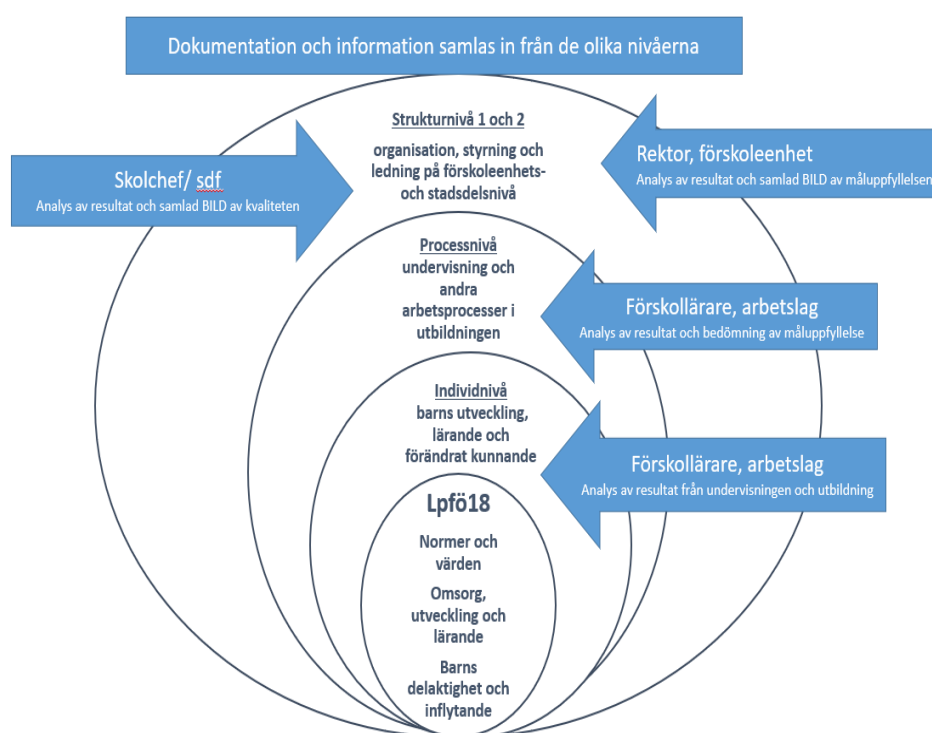 Dokumentation och information samlas in från de olika nivåerna
Strukturnivå 1 och 2
organisation, styrning och
ledning på förskoleenhets-
och stadsdelsnivå
Skolchef/ sdf
Analys av resultat och samlad BILD av kvaliteten
Rektor, förskoleenhet
Analys av resultat och samlad BILD av måluppfyllelsen
Processnivå
undervisning och
andra
arbetsprocesser i
utbildningen
Förskollärare, arbetslag
Analys av resultat och bedömning av måluppfyllelse
Individnivå
barns utveckling,
lärande och
förändrat kunnande
Förskollärare, arbetslag
Analys av resultat från undervisningen och utbildning
Lpfö18
Normer och
värden
Omsorg,
utveckling och
lärande
Barns
delaktighet och
inflytande